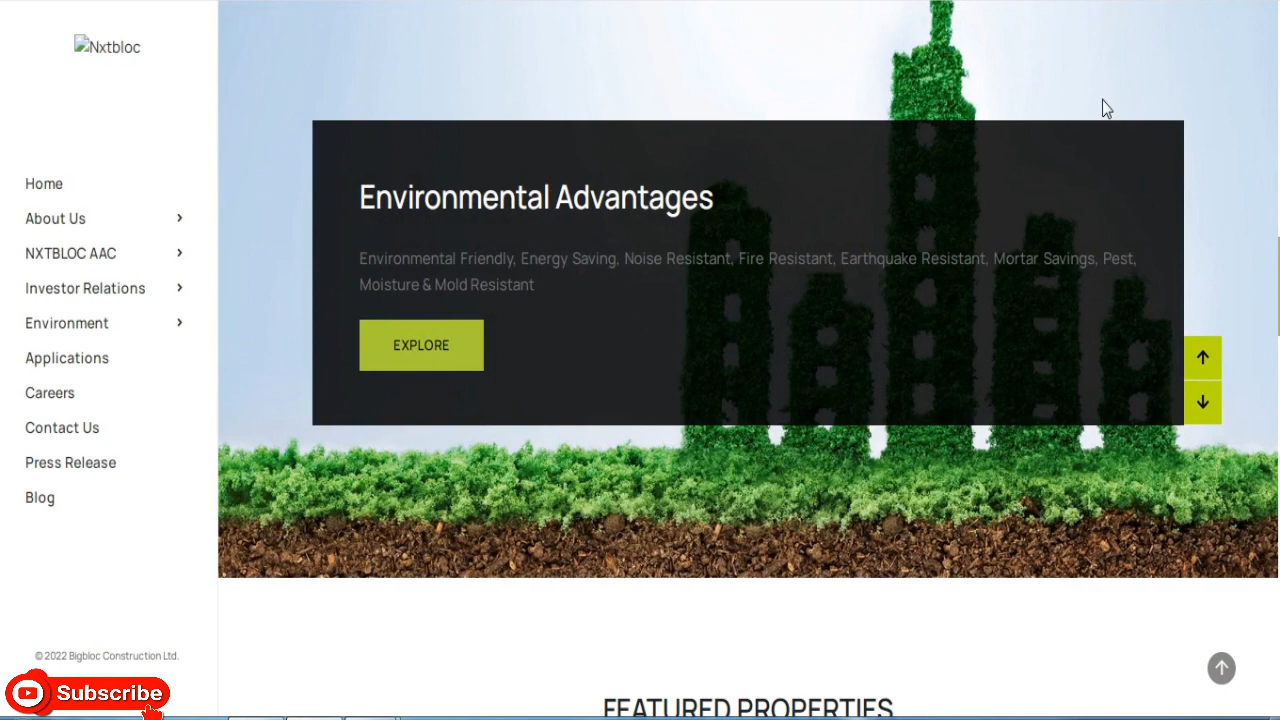 Nxtbloc
Home
About Us
NXTBLOC AAC
Investor Relations
Environment
Applications
Careers
Contact Us
Press Release
Blog
© 2022 Bigbloc Construction Ltd.
Subscribe
Environmental Advantages
Environmental Friendly, Energy Saving, Noise Resistant, Fire Resistant, Earthquake Resistant, Mortar Savings, Pest,
Moisture & Mold Resistant
EXPLORE
FEATURED PROPERTIES